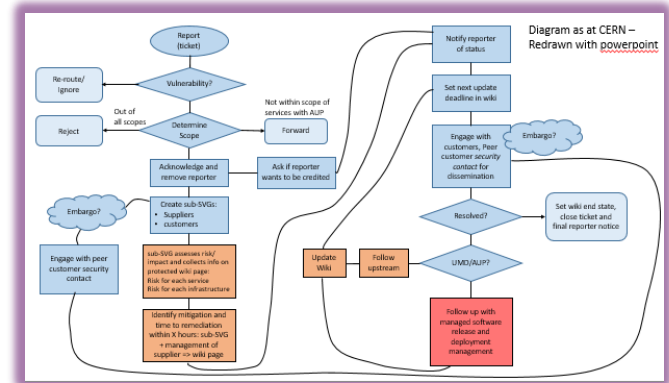 Report
(ticket)
Re-route/
Ignore
Vulnerability?
Out of
all scopes
Not within scope of
services with AUP
Reject
Determine
Scope
Forward
Acknowledge and
remove reporter
Ask if reporter
wants to be credited
Embargo?
Create sub-SVGs:
• Suppliers
• customers
Engage with peer
customer security
contact
sub-SVG assesses risk/
impact and collects info on
protected wiki page:
Risk for each service
Risk for each infrastructure
Identify mitigation and
time to remediation
within X hours: sub-SVG
+ management of
supplier => wiki page
Diagram as at CERN –
Redrawn with powerpoint
Notify reporter
of status
Set next update
deadline in wiki
Engage with
customers, Peer
customer security
contact for
dissemination
Embargo?
Resolved?
Set wiki end state,
close ticket and
final reporter notice
Update
Wiki
Follow
upstream
UMD/AUP?
Follow up with
managed software
release and
deployment
management